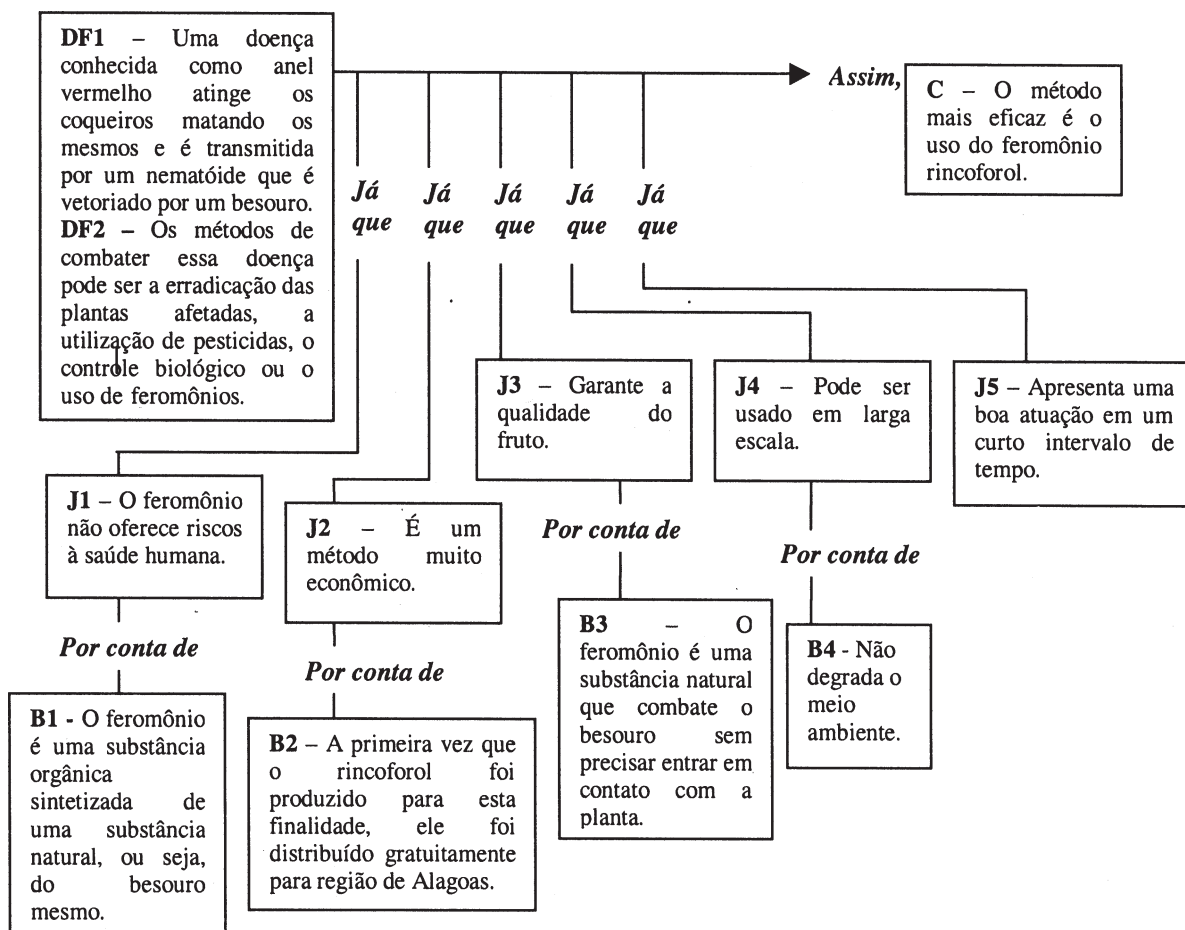 DF1 – Uma doença
conhecida como anel
vermelho atinge os
coqueiros matando os
mesmos e é transmitida
por um nematóide que é
vetoriado por um besouro.
DF2 – Os métodos de
combater essa doença
pode ser a erradicação das
plantas afetadas, a
utilização de pesticidas, o
controle biológico ou o
uso de feromônios.
Assim,
C – O método
mais eficaz é o
uso do feromônio
rincoforol.
Já
que
Já
que
Já
que
Já
que
Já
que
J1 – O feromônio
não oferece riscos
à saúde humana.
J2 – É um
método muito
econômico.
J3 – Garante a
qualidade do
fruto.
J4 – Pode ser
usado em larga
escala.
J5 – Apresenta uma
boa atuação em um
curto intervalo de
tempo.
Por conta de
Por conta de
Por conta de
Por conta de
B1 - O feromônio
é uma substância
orgânica
sintetizada de
uma substância
natural, ou seja,
do besouro
mesmo.
B2 – A primeira vez que
o rincoforol foi
produzido para esta
finalidade, ele foi
distribuído gratuitamente
para região de Alagoas.
B3 – O
feromônio é uma
substância natural
que combate o
besouro sem
precisar entrar em
contato com a
planta.
B4 - Não
degrada o
meio
ambiente.